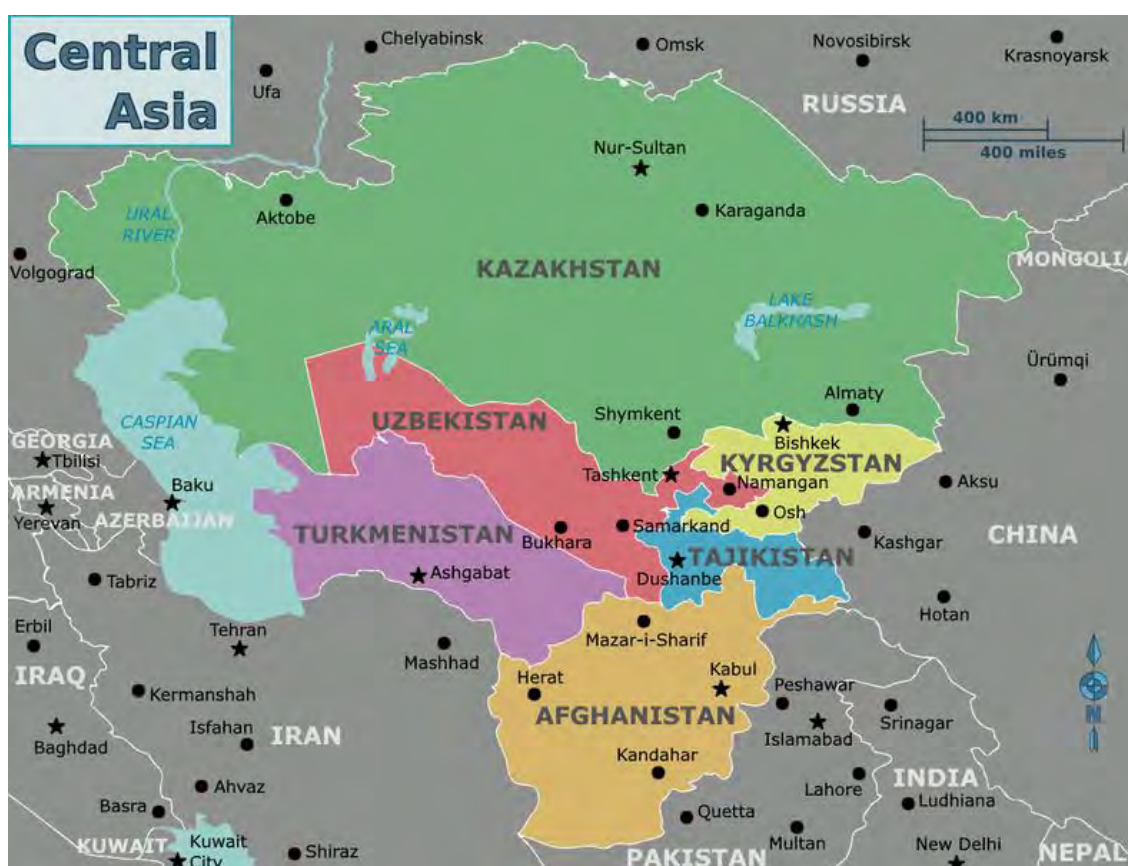 Central
Asia
Chelyabinsk
Omsk
Novosibirsk
Krasnoyarsk
Ufa
RUSSIA
400 km
400 miles
Nur-Sultan
Karaganda
Aktobe
URAL
RIVER
Volgograd
KAZAKHSTAN
MONGOLIA
ARAL
SEA
LAKE
BALKHASH
Ürümqi
CASPIAN
SEA
UZBEKISTAN
Shymkent
Almaty
Bishkek
GEORGIA
Tbilisi
KYRGYZSTAN
Tashkent
Namangan
Aksu
ARMENIA
Baku
Yerevan
AZERBAIJAN
Osh
TURKMENISTAN
Bukhara
Samarkand
Kashgar
CHINA
TAJIKISTAN
Tabriz
Ashgabat
Dushanbe
Hotan
Erbil
Tehran
Mazar-i-Sharif
Mashhad
IRAQ
Kermanshah
Herat
Kabul
Peshawar
Srinagar
Isfahan
IRAN
AFGHANISTAN
Islamabad
N
Baghdad
Kandahar
Ahvaz
Lahore
INDIA
Basra
Quetta
Ludhiana
KUWAIT
Kuwait
City
Shiraz
Multan
PAKISTAN
New Delhi
NEPAL